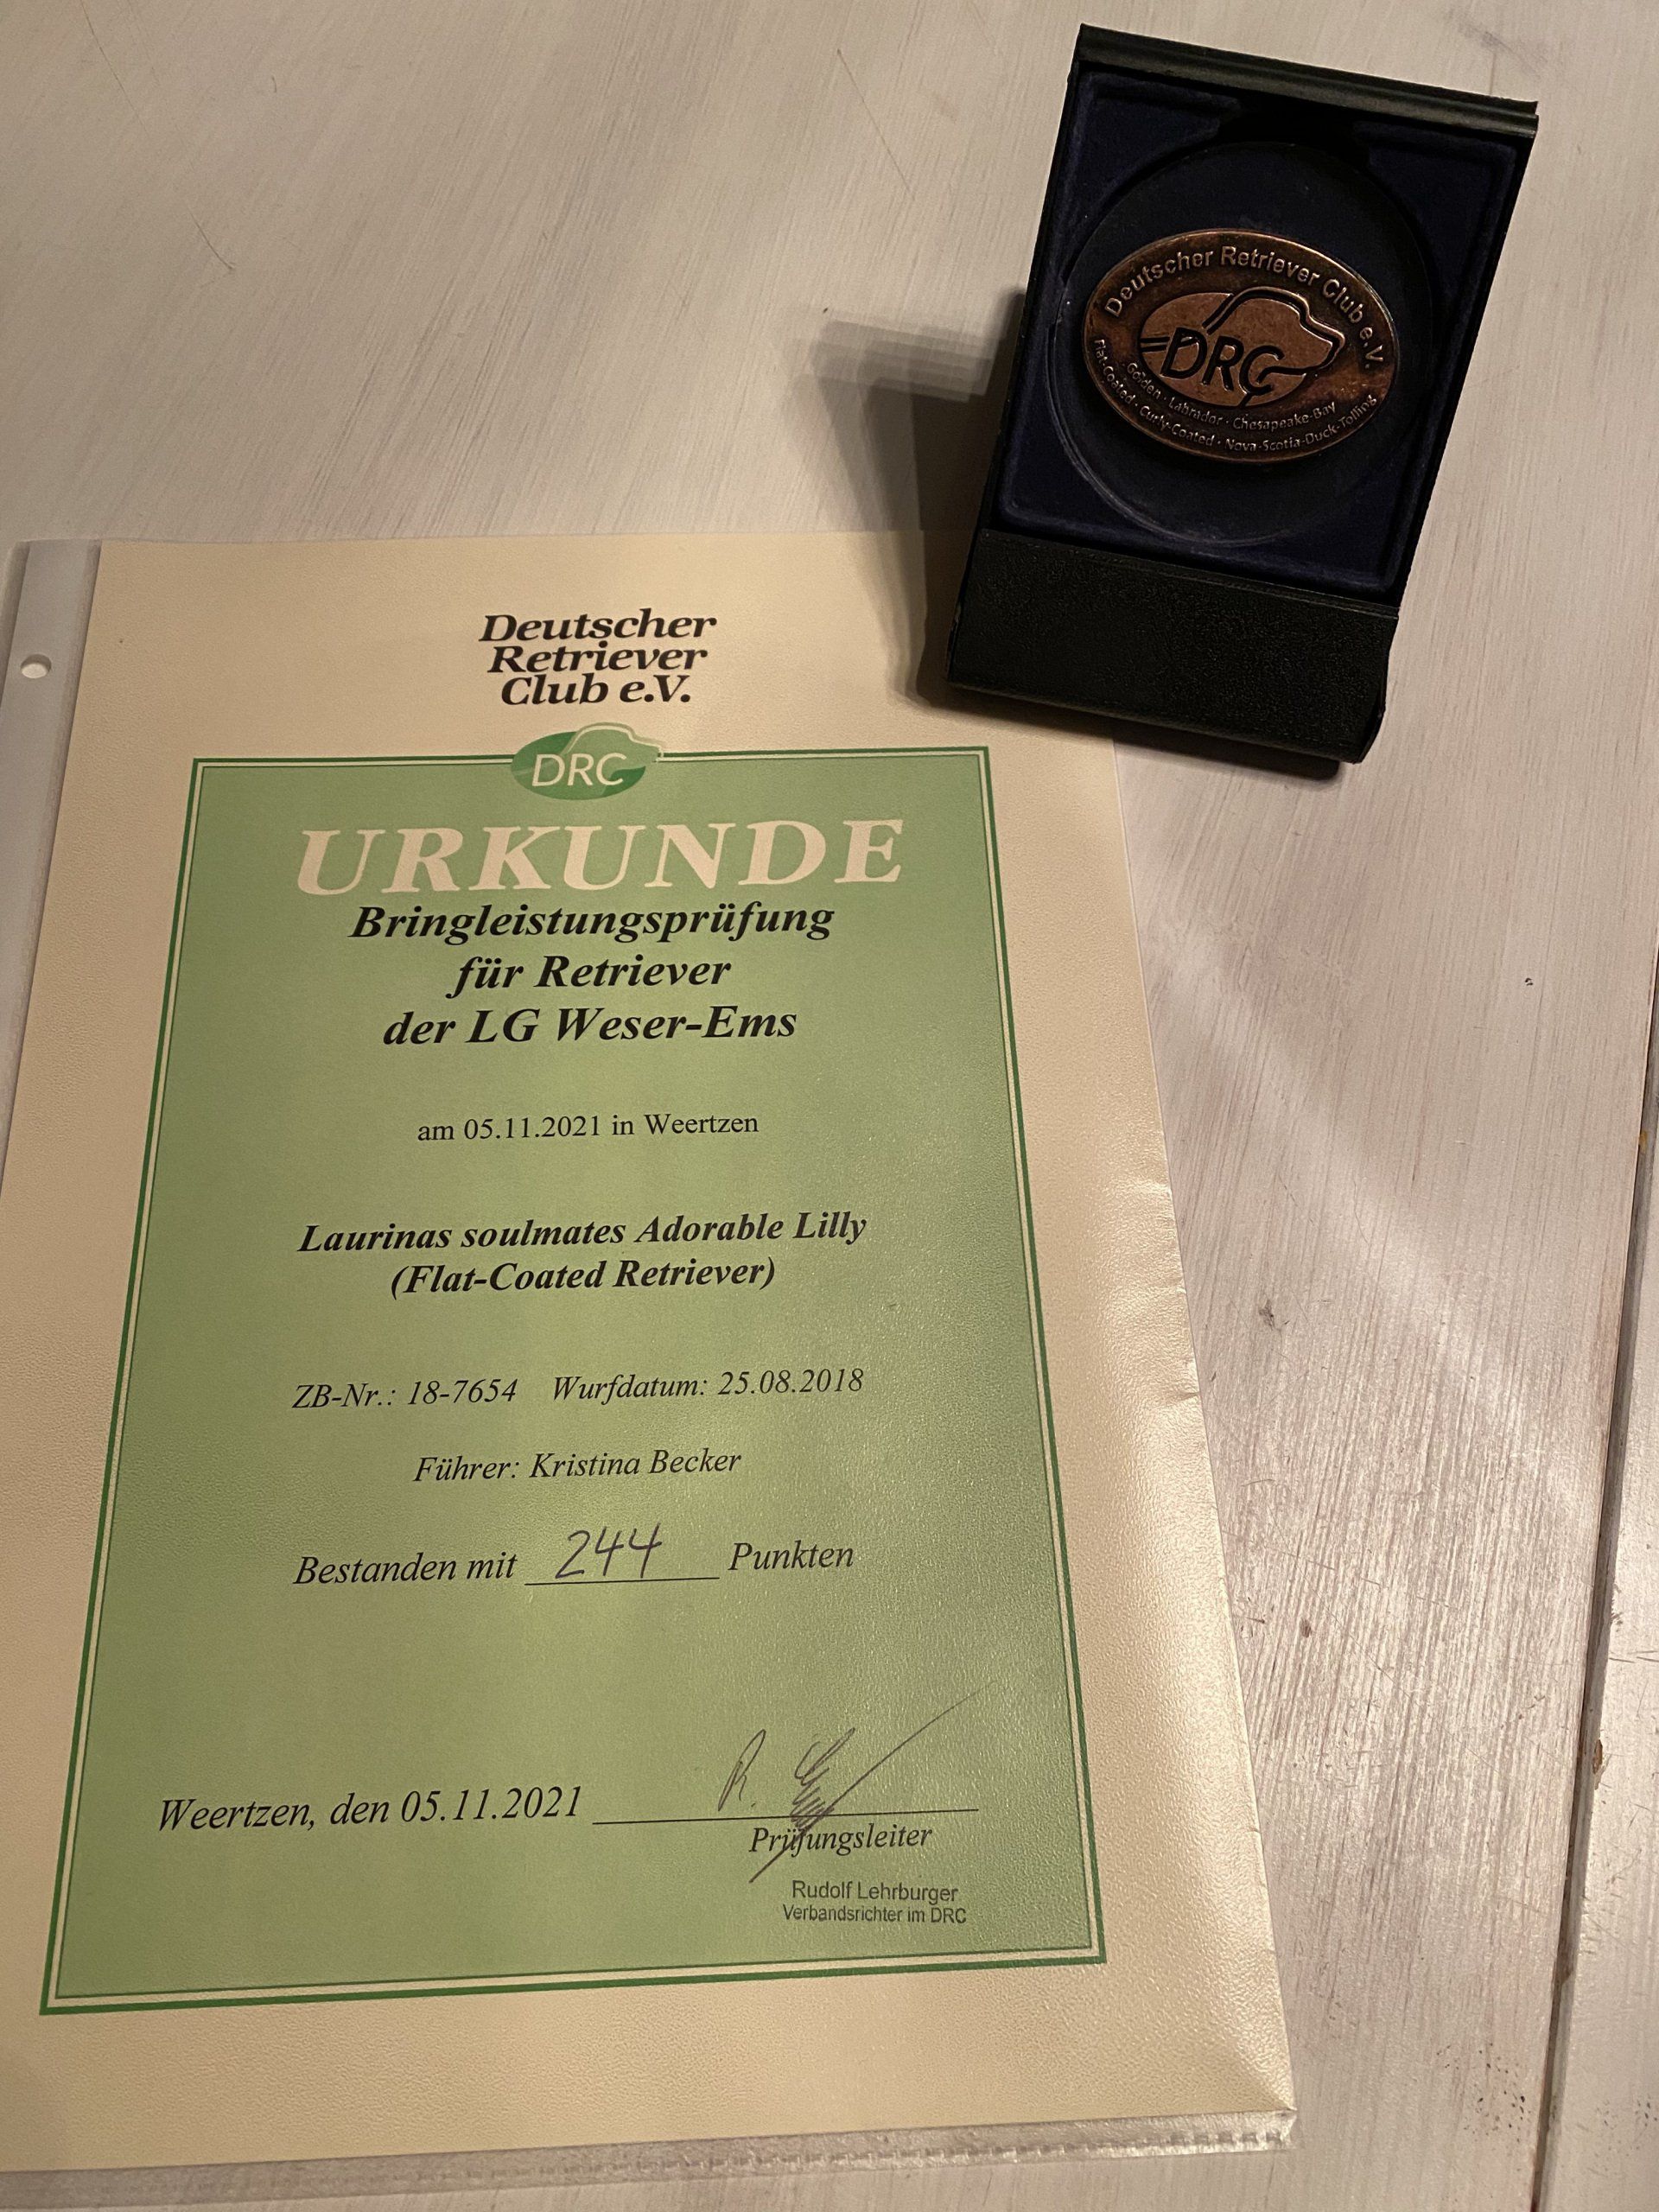 Deutscher Retriever Club e.V.
DRC
Golden · Labrador · Chesapeake-Bay
Flat-Coated · Curly-Coated · Nova-Scotia-Duck-Tolling
Deutscher
Retriever
Club e.V.
DRC
URKUNDE
Bringleistungsprüfung
für Retriever
der LG Weser-Ems
am 05.11.2021 in Weertzen
Laurinas soulmates Adorable Lilly
(Flat-Coated Retriever)
ZB-Nr.: 18-7654 Wurfdatum: 25.08.2018
Führer: Kristina Becker
Bestanden mit 244 Punkten
Weertzen, den 05.11.2021
Prüfungsleiter
Rudolf Lehrburger
Verbandsrichter im DRC